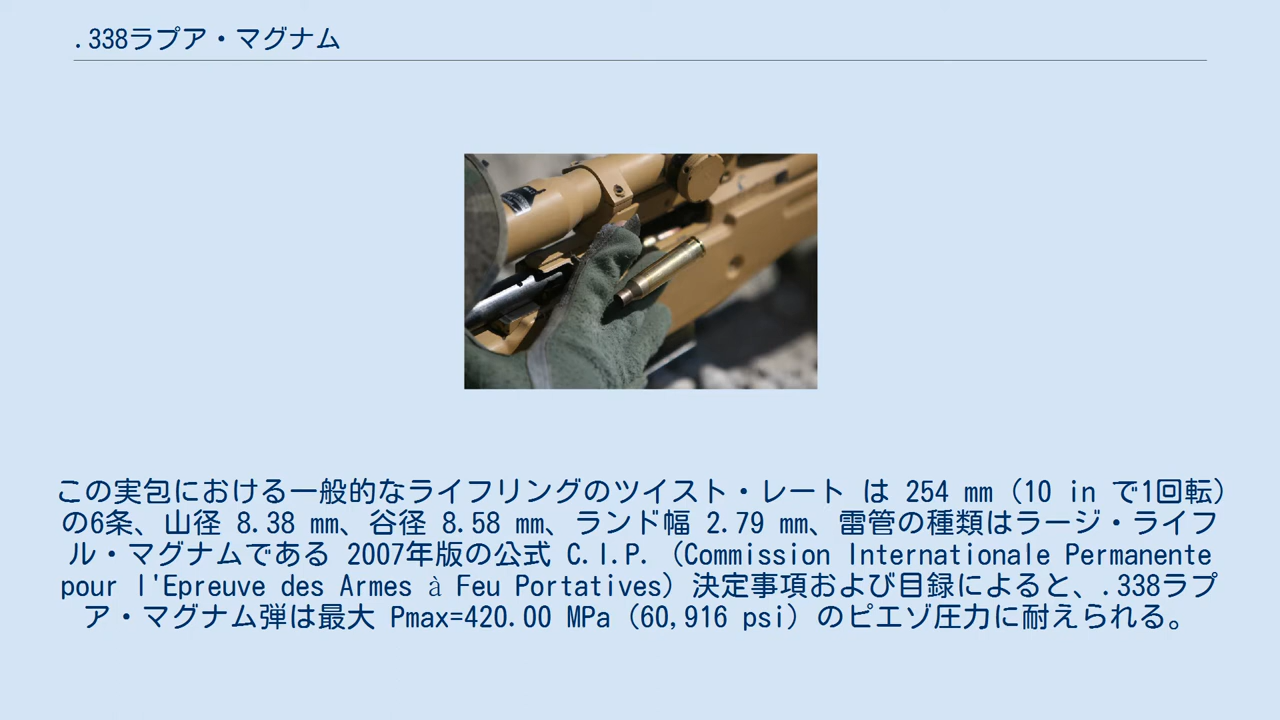 .338ラプア・マグナム
この実包における一般的なライフリングのツイスト・レート は 254 mm（10 in で1回転）
の6条、山径 8.38 mm、谷径 8.58 mm、ランド幅 2.79 mm、雷管の種類はラージ・ライフ
ル・マグナムである 2007年版の公式 C.I.P. （Commission Internationale Permanente
pour l'Epreuve des Armes à Feu Portatives）決定事項および目録によると、.338ラプ
ア・マグナム弾は最大 Pmax=420.00 MPa（60,916 psi）のピエゾ圧力に耐えられる。